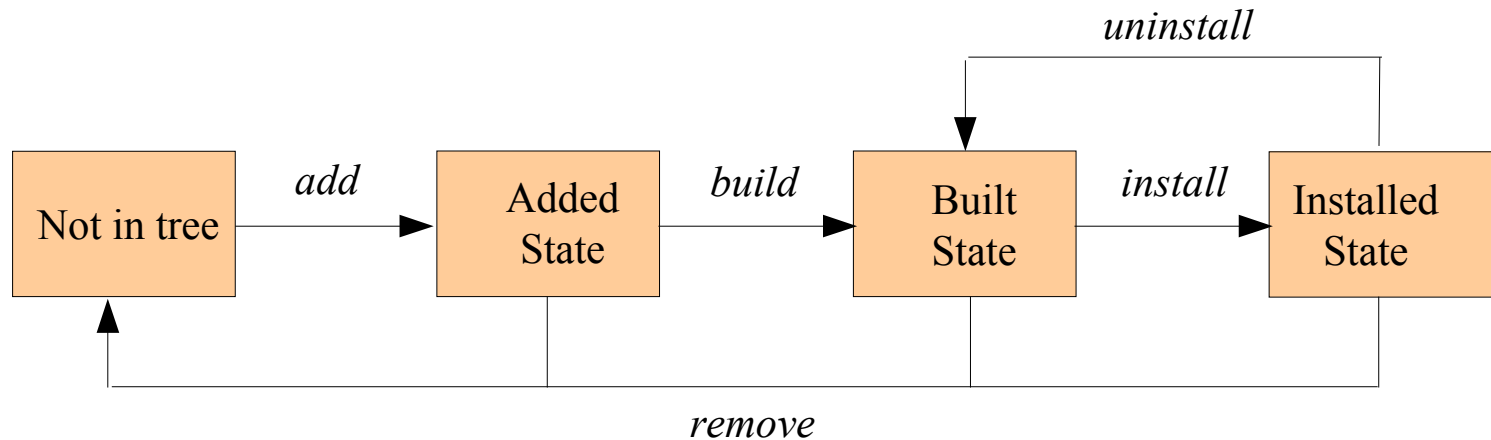 uninstall
Not in tree
add
Added
State
build
Built
State
install
Installed
State
remove